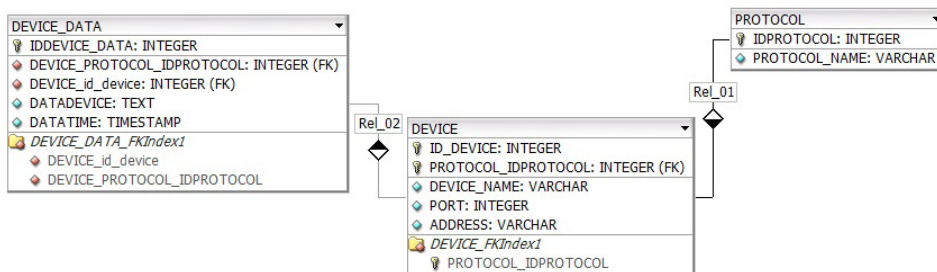 DEVICE_DATA
IDDEVICE_DATA: INTEGER
DEVICE_PROTOCOL_IDPROTOCOL: INTEGER (FK)
DEVICE_id_device: INTEGER (FK)
DATADEVICE: TEXT
DATATIME: TIMESTAMP
DEVICE_DATA_FKIndex1
DEVICE_id_device
DEVICE_PROTOCOL_IDPROTOCOL
Rel_02
DEVICE
ID_DEVICE: INTEGER
PROTOCOL_IDPROTOCOL: INTEGER (FK)
DEVICE_NAME: VARCHAR
PORT: INTEGER
ADDRESS: VARCHAR
DEVICE_FKIndex1
PROTOCOL_IDPROTOCOL
Rel_01
PROTOCOL
IDPROTOCOL: INTEGER
PROTOCOL_NAME: VARCHAR